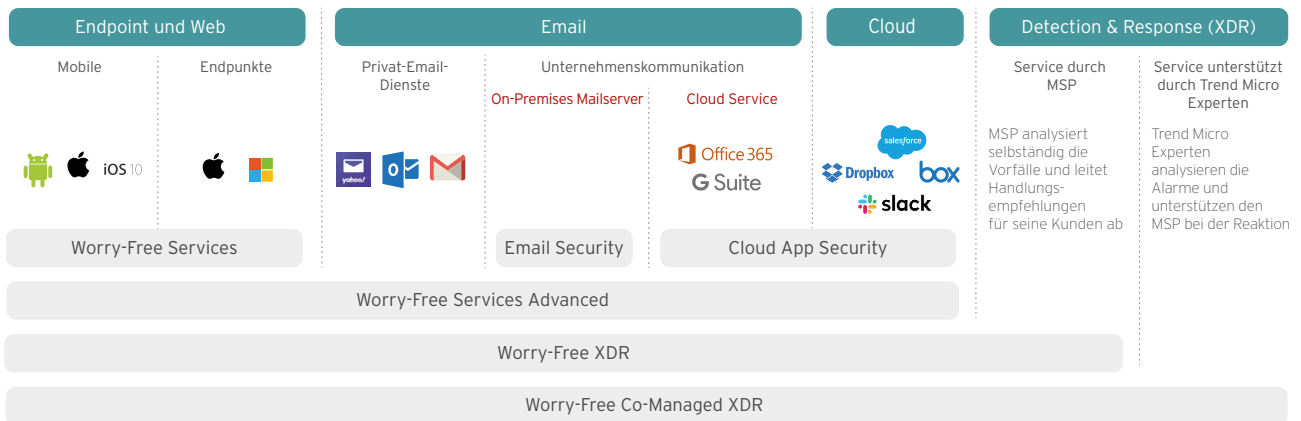 Endpoint und Web
Email
Cloud
Detection & Response (XDR)
Mobile
Endpunkte
Privat-Email-
Dienste
Unternehmenskommunikation
On-Premises Mailserver
Cloud Service
Service durch
MSP
Service unterstützt
durch Trend Micro
Experten
iOS 10
yahoo!
Office 365
G Suite
salesforce
Dropbox
box
slack
MSP analysiert
selbständig die
Vorfälle und leitet
Handlungs-
empfehlungen
für seine Kunden ab
Trend Micro
Experten
analysieren die
Alarme und
unterstützen den
MSP bei der Reaktion
Worry-Free Services
Email Security
Cloud App Security
Worry-Free Services Advanced
Worry-Free XDR
Worry-Free Co-Managed XDR